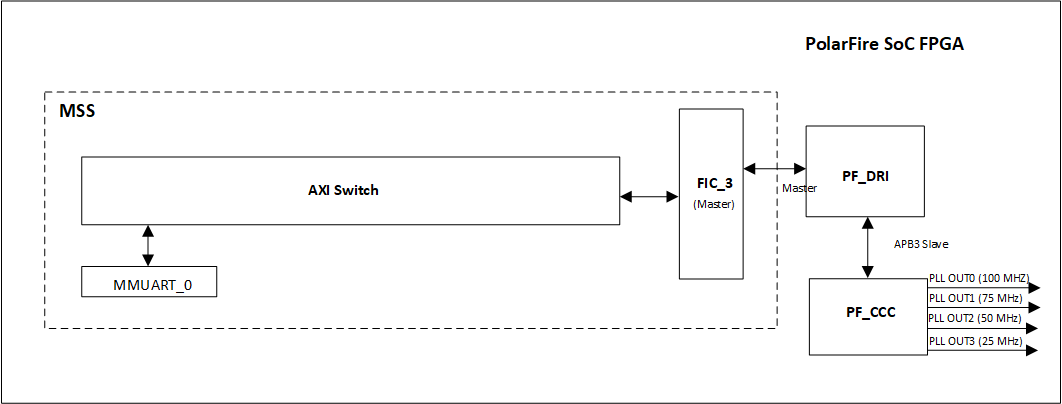 PolarFire SoC FPGA
MSS
AXI Switch
FIC_3
(Master)
Master
PF_DRI
APB3 Slave
MMUART_0
PF_CCC
PLL OUT0 (100 MHZ)
PLL OUT1 (75 MHz)
PLL OUT2 (50 MHz)
PLL OUT3 (25 MHz)